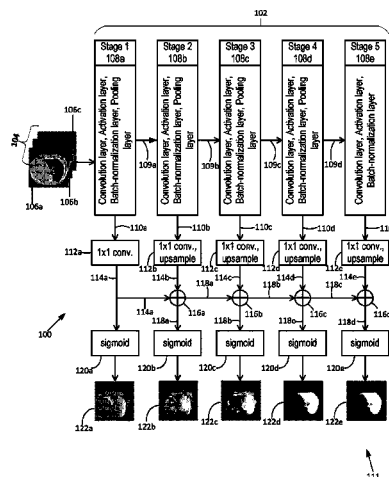 102
Stage 1
108a
Stage 2
108b
Stage 3
108c
Stage 4
108d
Stage 5
108e
Convolution layer, Activation layer,
Batch-normalization layer, Pooling
layer
Convolution layer, Activation layer,
Batch-normalization layer, Pooling
layer
Convolution layer, Activation layer,
Batch-normalization layer, Pooling
layer
Convolution layer, Activation layer,
Batch-normalization layer, Pooling
layer
Convolution layer, Activation layer,
Batch-normalization layer
106c
106a
106b
109a
109b
109c
109d
110a
110b
110c
110d
112a
1x1 conv.
1x1 conv.,
upsample
1x1 conv.,
upsample
1x1 conv.,
upsample
1x1 conv.,
upsample
112b
112c
112d
112e
114a
114b
114c
114d
114e
114a
118a
118b
118c
116a
116b
116c
118a
118b
118c
118d
100
sigmoid
sigmoid
sigmoid
sigmoid
sigmoid
120a
120b
120c
120d
120e
122a
122b
122c
122d
122e
111